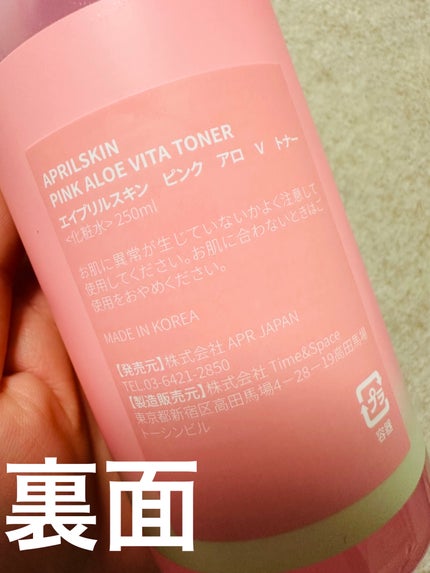 APRILSKIN
PINK ALOE VITA TONER
エイプリルスキン ピンク アロ V トナー
<化粧水> 250ml
お肌に異常が生じていないかよく注意して
使用してください。お肌に合わないときはご
使用をおやめください。
MADE IN KOREA
【発売元】株式会社 APR JAPAN
TEL.03-6421-2850
【製造販売元】株式会社 Time&Space
東京都新宿区高田馬場4-28-19高田馬場
トーシンビル
プラ
容器
裏面